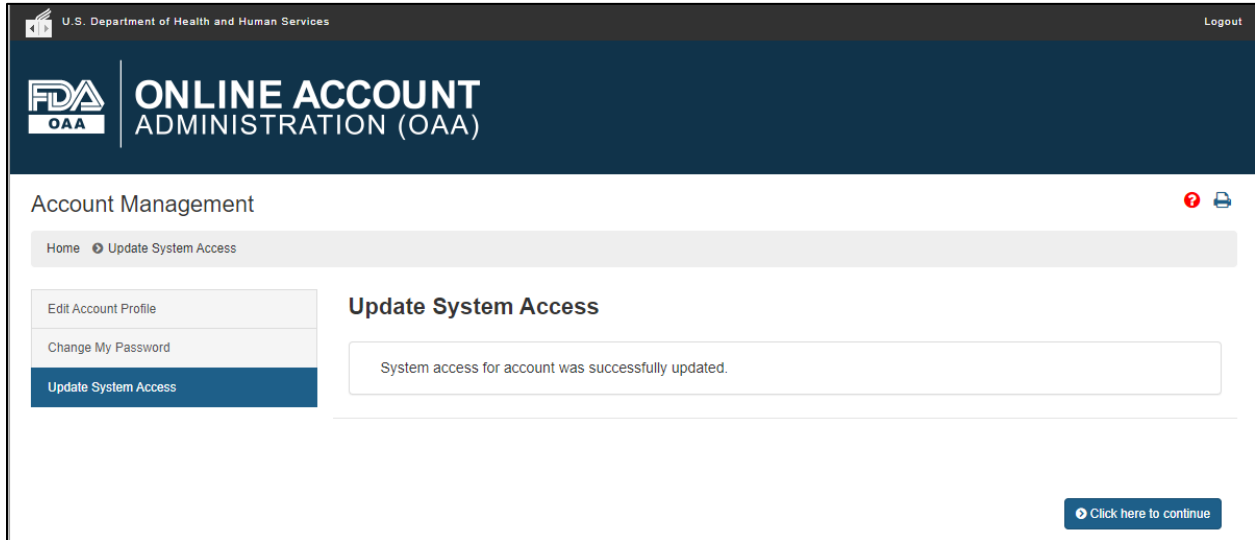 U.S. Department of Health and Human Services
Logout
FDA
OAA
ONLINE ACCOUNT
ADMINISTRATION (OAA)
Account Management
?
Home Update System Access
Edit Account Profile
Change My Password
Update System Access
Update System Access
System access for account was successfully updated.
Click here to continue